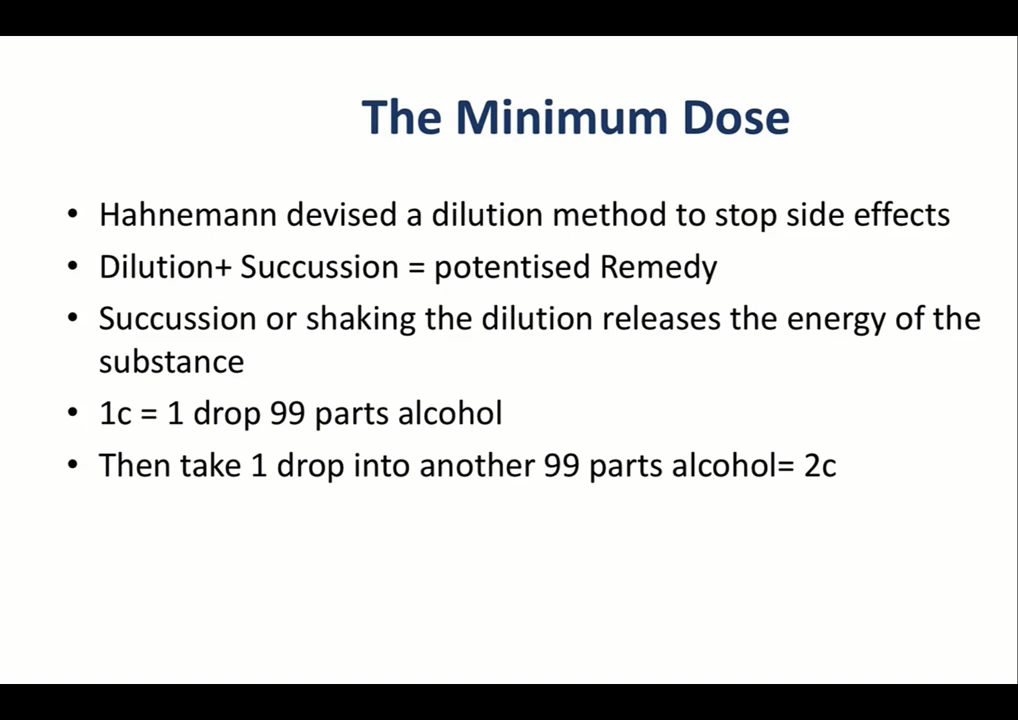 The Minimum Dose
• Hahnemann devised a dilution method to stop side effects
• Dilution+ Succussion = potentised Remedy
• Succussion or shaking the dilution releases the energy of the
substance
• 1c = 1 drop 99 parts alcohol
• Then take 1 drop into another 99 parts alcohol= 2c